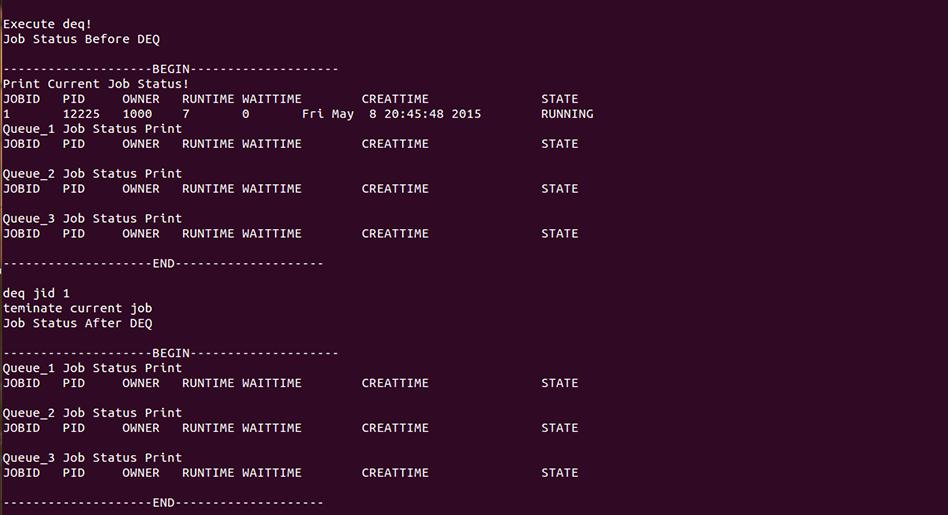 Execute deq!
Job Status Before DEQ
--------------------BEGIN--------------------
Print Current Job Status!
JOBID   PID     OWNER   RUNTIME WAITTIME        CREATTIME               STATE
1       12225   1000    7       0       Fri May  8 20:45:48 2015        RUNNING
Queue_1 Job Status Print
JOBID   PID     OWNER   RUNTIME WAITTIME        CREATTIME               STATE
Queue_2 Job Status Print
JOBID   PID     OWNER   RUNTIME WAITTIME        CREATTIME               STATE
Queue_3 Job Status Print
JOBID   PID     OWNER   RUNTIME WAITTIME        CREATTIME               STATE
--------------------END--------------------
deq jid 1
teminate current job
Job Status After DEQ
--------------------BEGIN--------------------
Queue_1 Job Status Print
JOBID   PID     OWNER   RUNTIME WAITTIME        CREATTIME               STATE
Queue_2 Job Status Print
JOBID   PID     OWNER   RUNTIME WAITTIME        CREATTIME               STATE
Queue_3 Job Status Print
JOBID   PID     OWNER   RUNTIME WAITTIME        CREATTIME               STATE
--------------------END--------------------